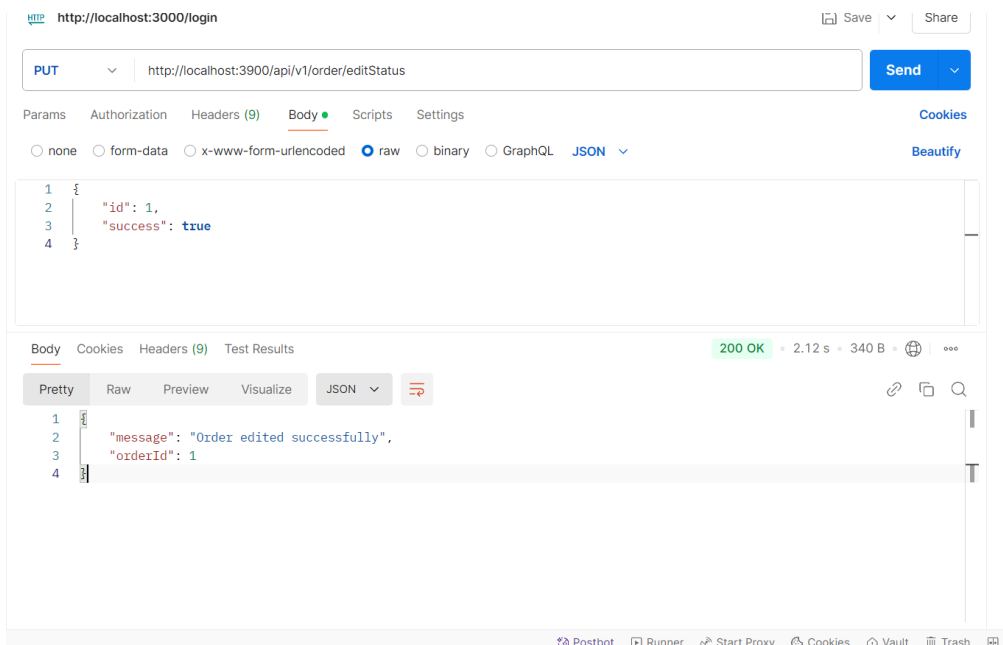 HTTP http://localhost:3000/login Save Share
PUT http://localhost:3900/api/v1/order/editStatus Send
Params Authorization Headers (9) Body Scripts Settings Cookies
none form-data x-www-form-urlencoded raw binary GraphQL JSON Beautify
1 {
2 "id": 1,
3 "success": true
4 }
Body Cookies Headers (9) Test Results 200 OK 2.12 s 340 B
Pretty Raw Preview Visualize JSON
1 {
2 "message": "Order edited successfully",
3 "orderId": 1
4 }
Postbot Runner Start Proxy Cookies Vault Trash